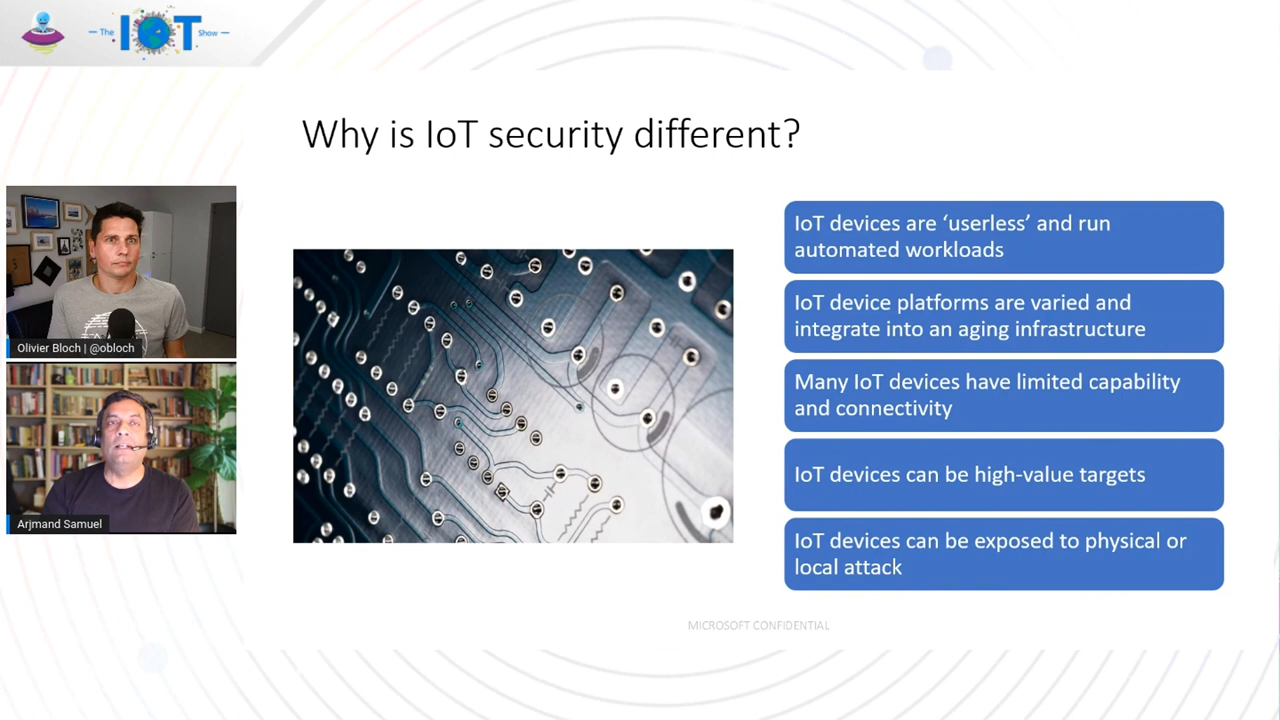 The IOT Show
Why is IoT security different?
Olivier Bloch | @obloch
Arjmand Samuel
IoT devices are ‘userless’ and run
automated workloads
IoT device platforms are varied and
integrate into an aging infrastructure
Many IoT devices have limited capability
and connectivity
IoT devices can be high-value targets
IoT devices can be exposed to physical or
local attack
MICROSOFT CONFIDENTIAL